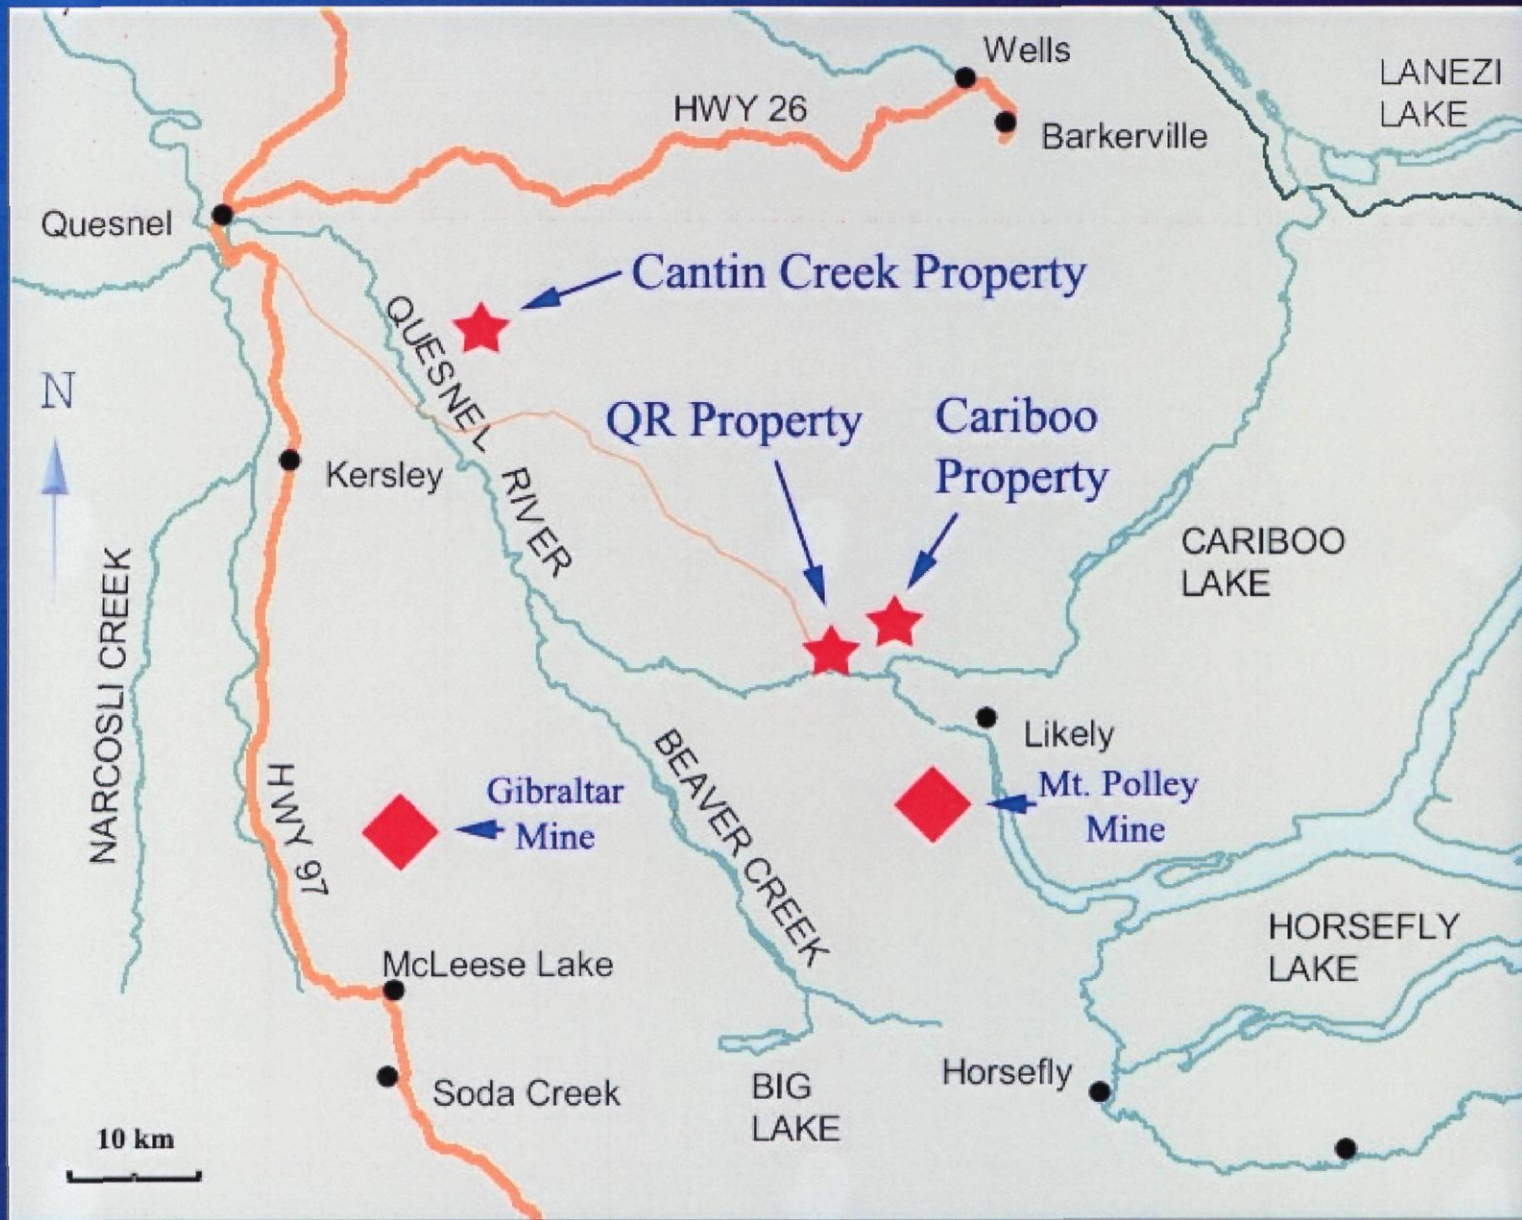 Wells
LANEZI
LAKE
HWY 26
Barkerville
Quesnel
Cantin Creek Property
QUESNEL RIVER
N
QR Property
Cariboo
Property
Kersley
CARIBOO
LAKE
NARCOSLI CREEK
Likely
BEAVER CREEK
HWY 97
Gibraltar
Mine
Mt. Polley
Mine
McLeese Lake
HORSEFLY
LAKE
Horsefly
Soda Creek
BIG
LAKE
10 km